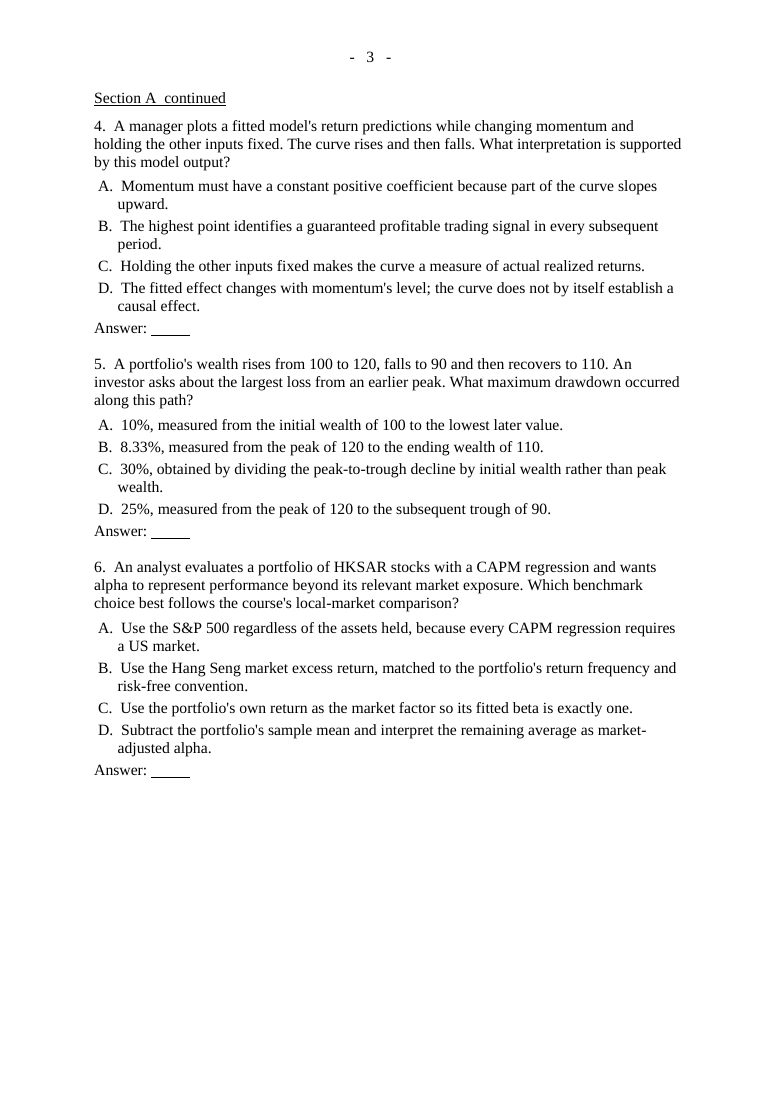 - 3 -
Section A continued
4. A manager plots a fitted model's return predictions while changing momentum and
holding the other inputs fixed. The curve rises and then falls. What interpretation is supported
by this model output?
A. Momentum must have a constant positive coefficient because part of the curve slopes
upward.
B. The highest point identifies a guaranteed profitable trading signal in every subsequent
period.
C. Holding the other inputs fixed makes the curve a measure of actual realized returns.
D. The fitted effect changes with momentum's level; the curve does not by itself establish a
causal effect.
Answer: _____
5. A portfolio's wealth rises from 100 to 120, falls to 90 and then recovers to 110. An
investor asks about the largest loss from an earlier peak. What maximum drawdown occurred
along this path?
A. 10%, measured from the initial wealth of 100 to the lowest later value.
B. 8.33%, measured from the peak of 120 to the ending wealth of 110.
C. 30%, obtained by dividing the peak-to-trough decline by initial wealth rather than peak
wealth.
D. 25%, measured from the peak of 120 to the subsequent trough of 90.
Answer: _____
6. An analyst evaluates a portfolio of HKSAR stocks with a CAPM regression and wants
alpha to represent performance beyond its relevant market exposure. Which benchmark
choice best follows the course's local-market comparison?
A. Use the S&P 500 regardless of the assets held, because every CAPM regression requires
a US market.
B. Use the Hang Seng market excess return, matched to the portfolio's return frequency and
risk-free convention.
C. Use the portfolio's own return as the market factor so its fitted beta is exactly one.
D. Subtract the portfolio's sample mean and interpret the remaining average as market-
adjusted alpha.
Answer: _____